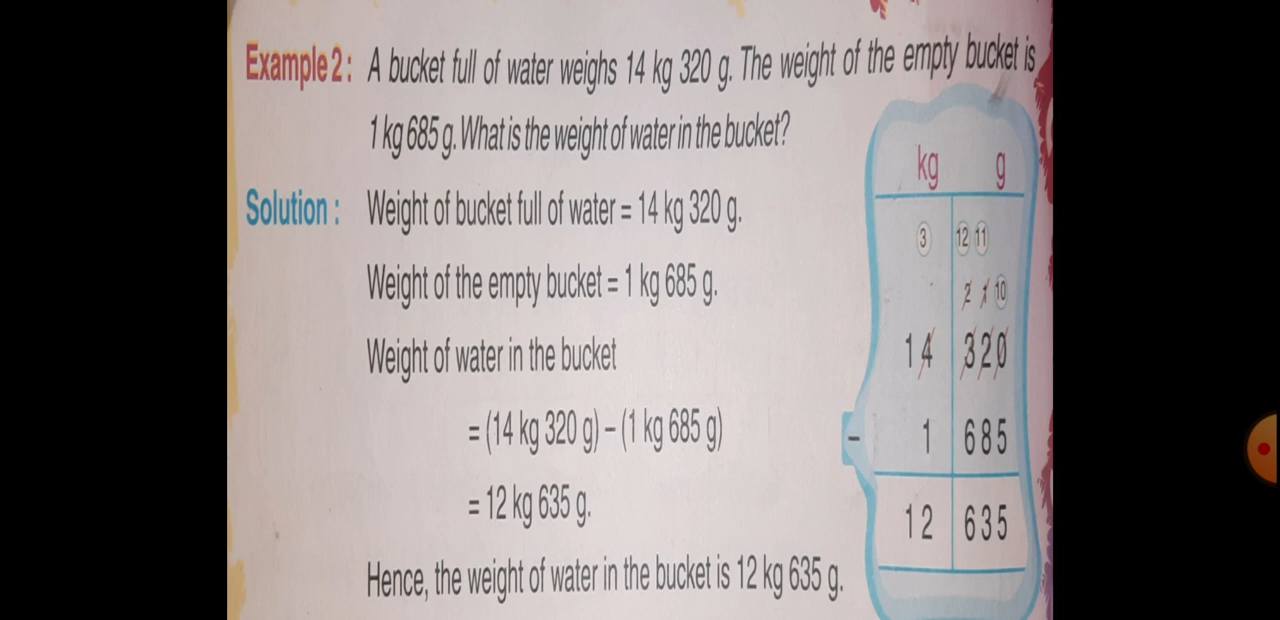 Example 2 : A bucket full of water weighs 14 kg 320 g. The weight of the empty bucket is
1 kg 685 g. What is the weight of water in the bucket?
Solution : Weight of bucket full of water = 14 kg 320 g.
Weight of the empty bucket = 1 kg 685 g.
Weight of water in the bucket
= (14 kg 320 g) – (1 kg 685 g)
= 12 kg 635 g.
Hence, the weight of water in the bucket is 12 kg 635 g.
kg g
3 12 11
2 1 10
14 320
– 1 685
12 635